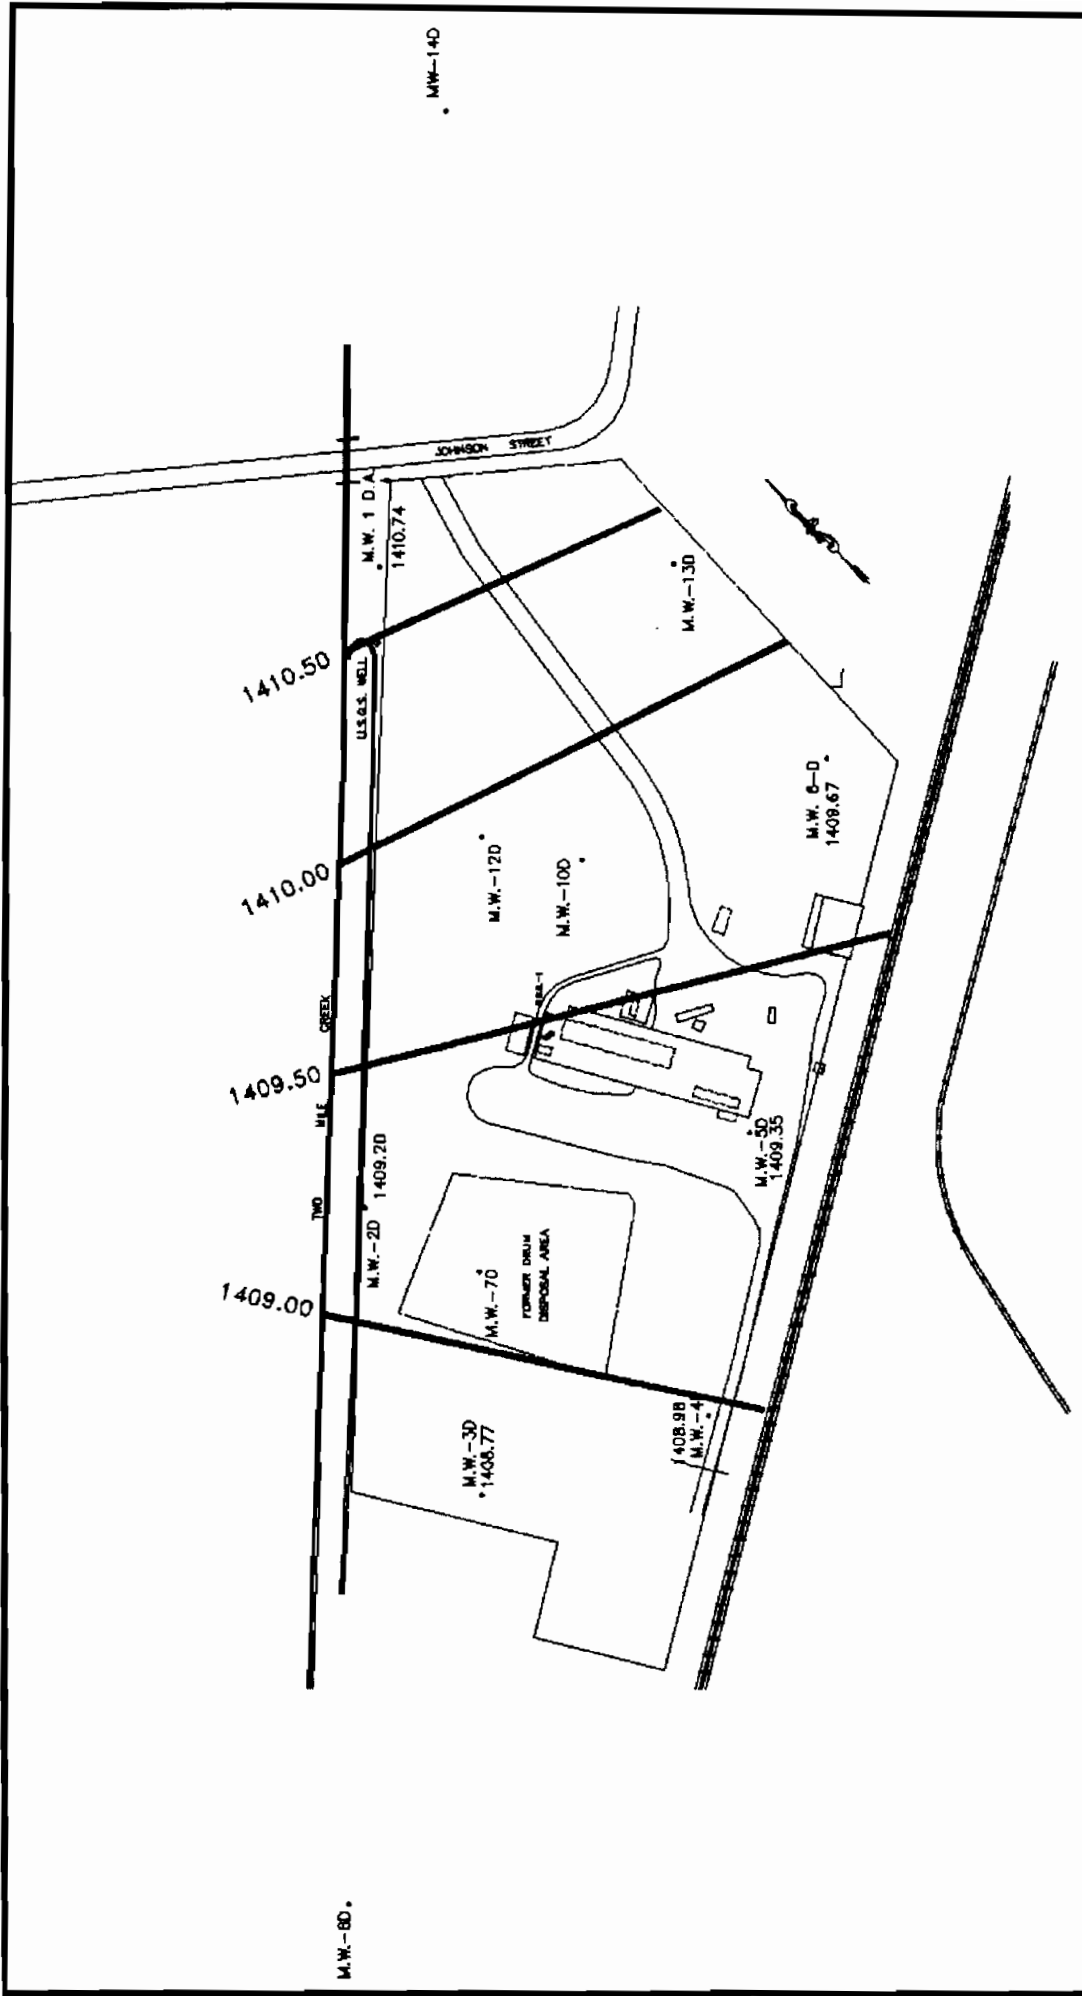 MW-14D
JOHNSON STREET
M.W. 1 D.A.
1410.74
1410.50
U.S.G.S. WELL
M.W.-13D
1410.00
M.W. 6-D
1409.67
M.W.-12D
M.W.-10D
TWO MILE CREEK
1409.50
M.W.-5D
1409.35
M.W.-2D
1409.20
1409.00
M.W.-7D
FORMER DRUM
DISPOSAL AREA
M.W.-3D
1408.77
1408.98
M.W.-4
M.W.-8D